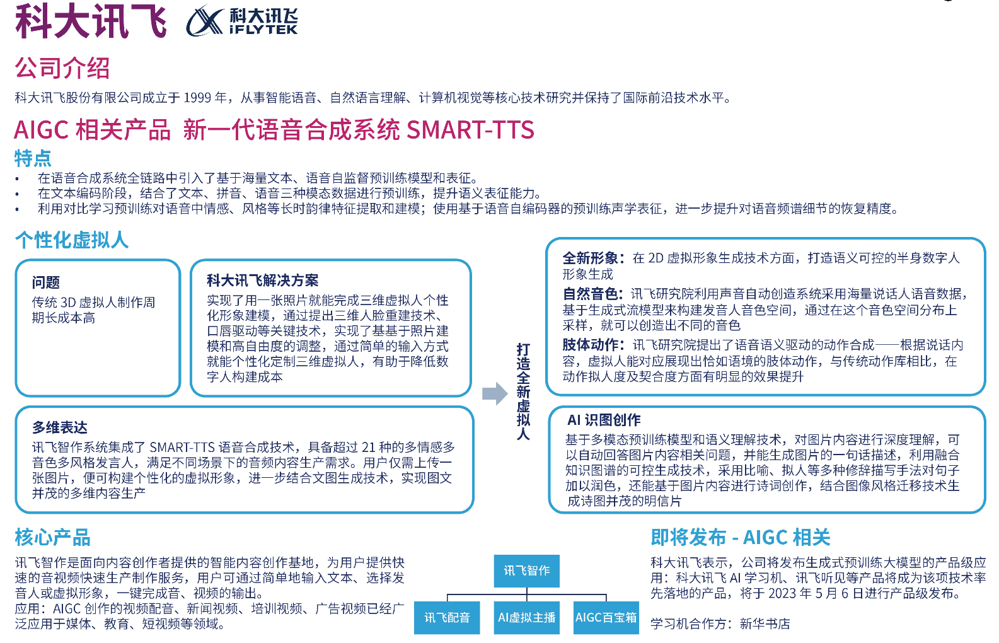 科大讯飞
科大讯飞
iFLYTEK
公司介绍
科大讯飞股份有限公司成立于 1999 年，从事智能语音、自然语言理解、计算机视觉等核心技术研究并保持了国际前沿技术水平。
AIGC 相关产品 新一代语音合成系统 SMART-TTS
特点
• 在语音合成系统全链路中引入了基于海量文本、语音自监督预训练模型和表征。
• 在文本编码阶段，结合了文本、拼音、语音三种模态数据进行预训练，提升语义表征能力。
• 利用对比学习预训练对语音中情感、风格等长时韵律特征提取和建模；使用基于语音自编码器的预训练声学表征，进一步提升对语音频谱细节的恢复精度。
个性化虚拟人
问题
传统 3D 虚拟人制作周
期长成本高
科大讯飞解决方案
实现了用一张照片就能完成三维虚拟人个性
化形象建模，通过提出三维人脸重建技术、
口唇驱动等关键技术，实现了基基于照片建
模和高自由度的调整，通过简单的输入方式
就能个性化定制三维虚拟人，有助于降低数
字人构建成本
多维表达
讯飞智作系统集成了 SMART-TTS 语音合成技术，具备超过 21 种的多情感多
音色多风格发言人，满足不同场景下的音频内容生产需求。用户仅需上传一
张图片，便可构建个性化的虚拟形象，进一步结合文图生成技术，实现图文
并茂的多维内容生产
打造全新虚拟人
全新形象：在 2D 虚拟形象生成技术方面，打造语义可控的半身数字人
形象生成
自然音色：讯飞研究院利用声音自动创造系统采用海量说话人语音数据，
基于生成式流模型来构建发音人音色空间，通过在这个音色空间分布上
采样，就可以创造出不同的音色
肢体动作：讯飞研究院提出了语音语义驱动的动作合成——根据说话内
容，虚拟人能对应展现出恰如语境的肢体动作，与传统动作库相比，在
动作拟人度及契合度方面有明显的效果提升
AI 识图创作
基于多模态预训练模型和语义理解技术，对图片内容进行深度理解，可
以自动回答图片内容相关问题，并能生成图片的一句话描述，利用融合
知识图谱的可控生成技术，采用比喻、拟人等多种修辞描写手法对句子
加以润色，还能基于图片内容进行诗词创作，结合图像风格迁移技术生
成诗图并茂的明信片
核心产品
讯飞智作是面向内容创作者提供的智能内容创作基地，为用户提供快
速的音视频快速生产制作服务，用户可通过简单地输入文本、选择发
音人或虚拟形象，一键完成音、视频的输出。
应用：AIGC 创作的视频配音、新闻视频、培训视频、广告视频已经广
泛应用于媒体、教育、短视频等领域。
讯飞智作
讯飞配音
AI虚拟主播
AIGC百宝箱
即将发布 - AIGC 相关
科大讯飞表示，公司将发布生成式预训练大模型的产品级应
用：科大讯飞 AI 学习机、讯飞听见等产品将成为该项技术率
先落地的产品，将于 2023 年 5 月 6 日进行产品级发布。
学习机合作方：新华书店